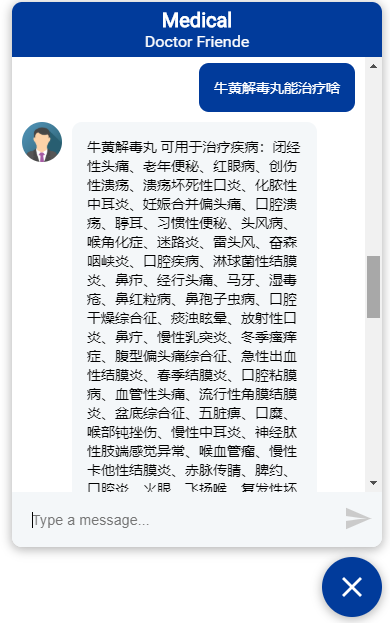 Medical
Doctor Friende
牛黄解毒丸能治疗啥
牛黄解毒丸 可用于治疗疾病：闭经
性头痛、老年便秘、红眼病、创伤
性溃疡、溃疡坏死性口炎、化脓性
中耳炎、妊娠合并偏头痛、口腔溃
疡、聤耳、习惯性便秘、头风病、
喉角化症、迷路炎、雷头风、奋森
咽峡炎、口腔疾病、淋球菌性结膜
炎、鼻疖、经行头痛、马牙、湿毒
疮、鼻红粒病、鼻孢子虫病、口腔
干燥综合征、痰浊眩晕、放射性口
炎、鼻疔、慢性乳突炎、冬季瘙痒
症、腹型偏头痛综合征、急性出血
性结膜炎、春季结膜炎、口腔粘膜
病、血管性头痛、流行性角膜结膜
炎、盆底综合征、五脏痹、口糜、
喉部钝挫伤、慢性中耳炎、神经肽
性肢端感觉异常、喉血管瘤、慢性
卡他性结膜炎、赤脉传睛、脾约、
口腔炎、火眼、飞扬喉、复发性坏
Type a message...